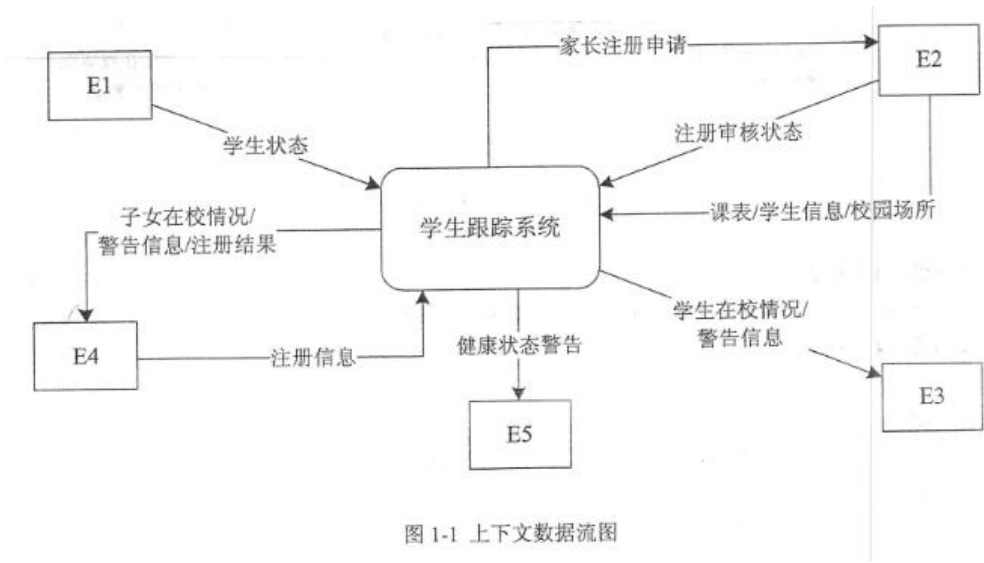 家长注册申请
E2
E1
学生状态
注册审核状态
子女在校情况/
警告信息/注册结果
学生跟踪系统
课表/学生信息/校园场所
学生在校情况/
警告信息
E4
注册信息
健康状态警告
E3
E5
图 1-1 上下文数据流图